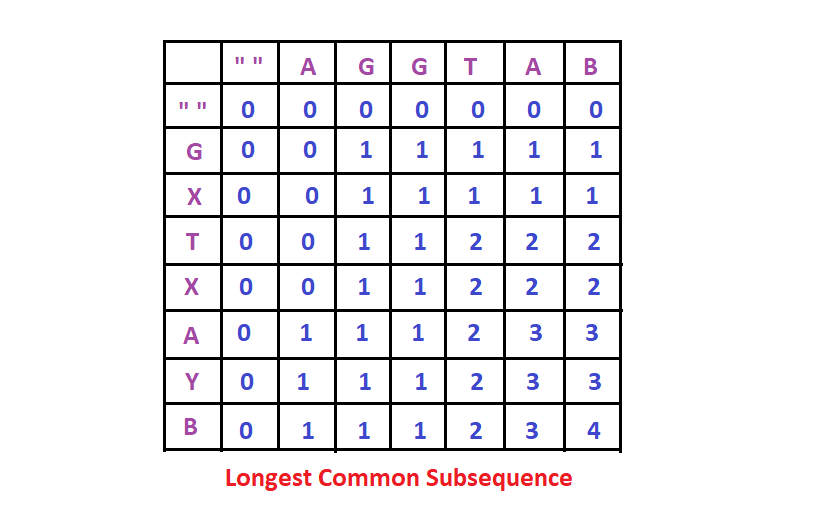 " " A G G T A B
" " 0 0 0 0 0 0 0
G 0 0 1 1 1 1 1
X 0 0 1 1 1 1 1
T 0 0 1 1 2 2 2
X 0 0 1 1 2 2 2
A 0 1 1 1 2 3 3
Y 0 1 1 1 2 3 3
B 0 1 1 1 2 3 4
Longest Common Subsequence